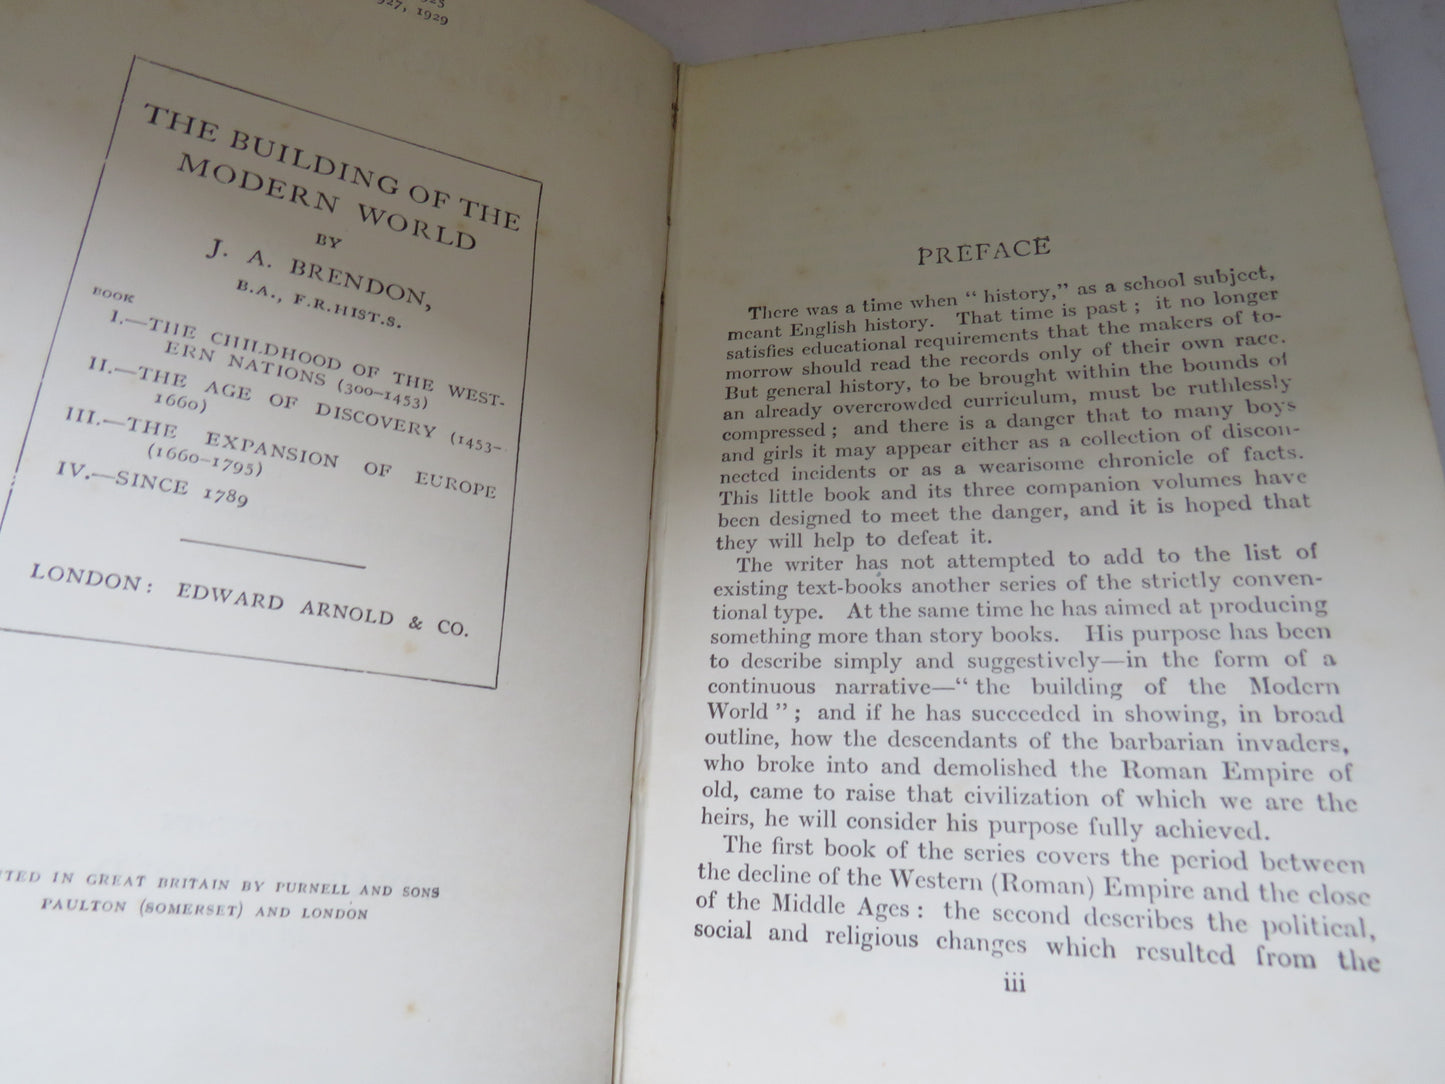 1929
THE BUILDING OF THE
MODERN WORLD
BY
J. A. BRENDON,
B.A., F.R.HIST.S.
BOOK
I.—THE CHILDHOOD OF THE WEST-
ERN NATIONS (300-1453)
II.—THE AGE OF DISCOVERY (1453-
1660)
III.—THE EXPANSION OF EUROPE
(1660-1795)
IV.—SINCE 1789
LONDON: EDWARD ARNOLD & CO.
IN GREAT BRITAIN BY PURNELL AND SONS
PAULTON (SOMERSET) AND LONDON
PREFACE
There was a time when “ history,” as a school subject,
meant English history. That time is past ; it no longer
satisfies educational requirements that the makers of to-
morrow should read the records only of their own race.
But general history, to be brought within the bounds of
an already overcrowded curriculum, must be ruthlessly
compressed ; and there is a danger that to many boys
and girls it may appear either as a collection of discon-
nected incidents or as a wearisome chronicle of facts.
This little book and its three companion volumes have
been designed to meet the danger, and it is hoped that
they will help to defeat it.
The writer has not attempted to add to the list of
existing text-books another series of the strictly conven-
tional type. At the same time he has aimed at producing
something more than story books. His purpose has been
to describe simply and suggestively—in the form of a
continuous narrative—“ the building of the Modern
World ” ; and if he has succeeded in showing, in broad
outline, how the descendants of the barbarian invaders,
who broke into and demolished the Roman Empire of
old, came to raise that civilization of which we are the
heirs, he will consider his purpose fully achieved.
The first book of the series covers the period between
the decline of the Western (Roman) Empire and the close
of the Middle Ages : the second describes the political,
social and religious changes which resulted from the
iii